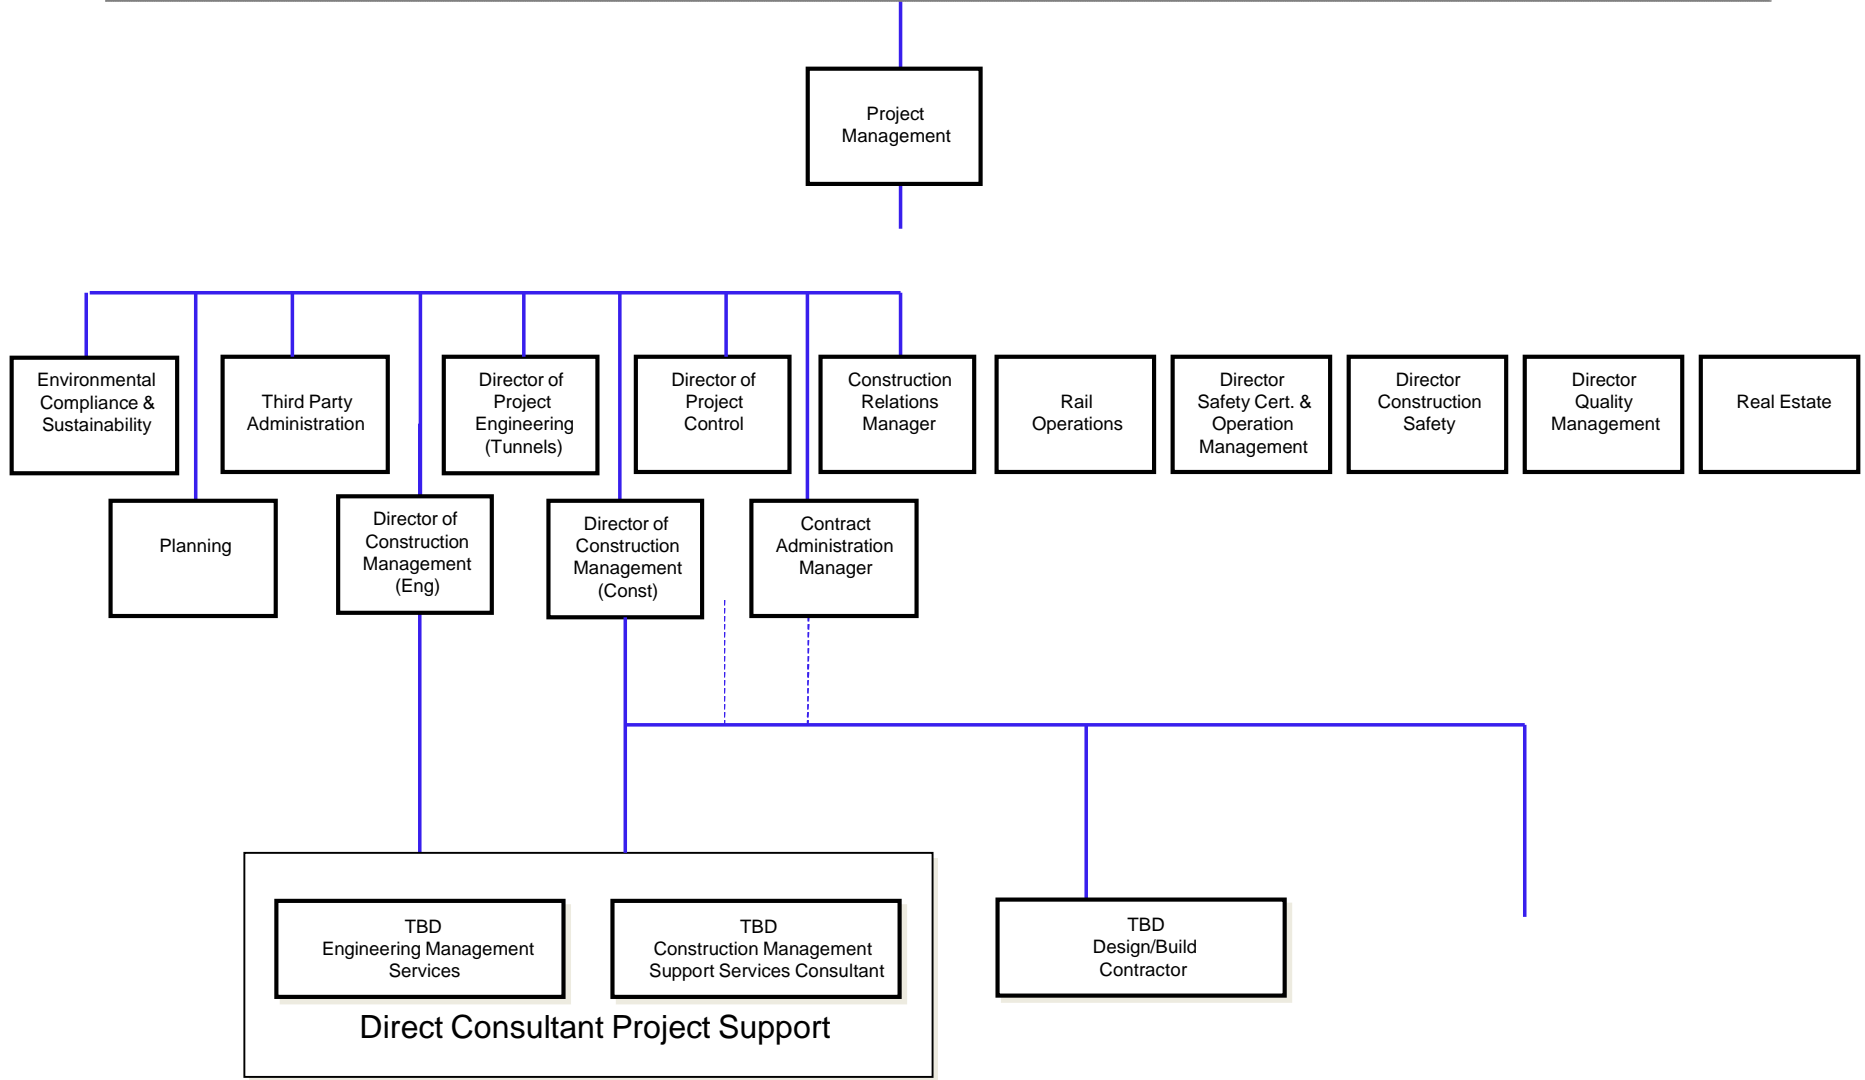 Project
Management
Environmental
Compliance &
Sustainability
Third Party
Administration
Director of
Project
Engineering
(Tunnels)
Director of
Project
Control
Construction
Relations
Manager
Rail
Operations
Director
Safety Cert. &
Operation
Management
Director
Construction
Safety
Director
Quality
Management
Real Estate
Planning
Director of
Construction
Management
(Eng)
Director of
Construction
Management
(Const)
Contract
Administration
Manager
TBD
Engineering Management
Services
TBD
Construction Management
Support Services Consultant
TBD
Design/Build
Contractor
Direct Consultant Project Support